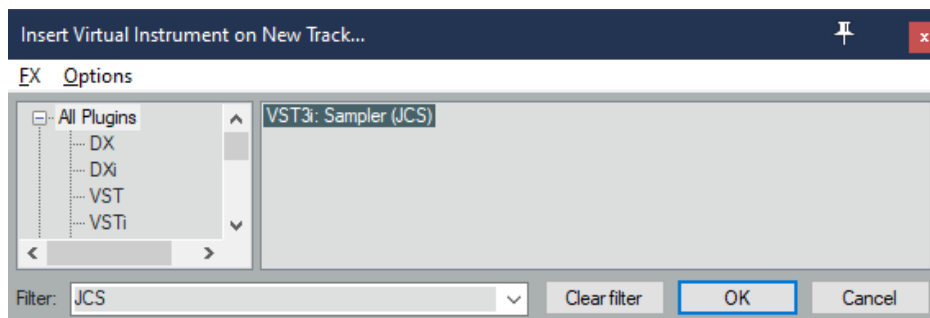 Insert Virtual Instrument on New Track...
x
FX Options
All Plugins
DX
DXi
VST
VSTi
VST3i: Sampler (JCS)
Filter: JCS Clear filter OK Cancel